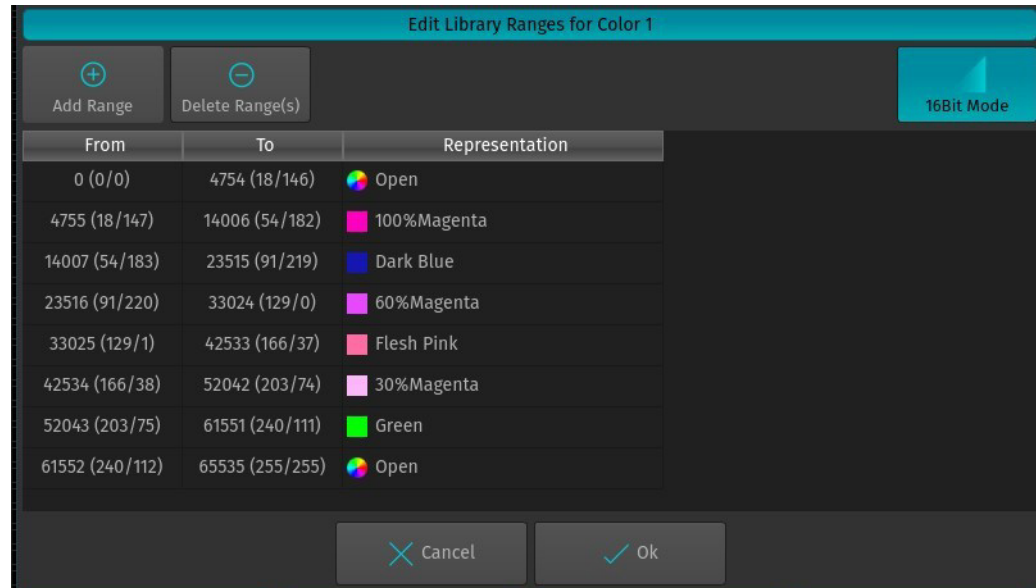 Edit Library Ranges for Color 1
Add Range Delete Range(s) 16Bit Mode
From To Representation
0 (0/0) 4754 (18/146) Open
4755 (18/147) 14006 (54/182) 100%Magenta
14007 (54/183) 23515 (91/219) Dark Blue
23516 (91/220) 33024 (129/0) 60%Magenta
33025 (129/1) 42533 (166/37) Flesh Pink
42534 (166/38) 52042 (203/74) 30%Magenta
52043 (203/75) 61551 (240/111) Green
61552 (240/112) 65535 (255/255) Open
Cancel Ok